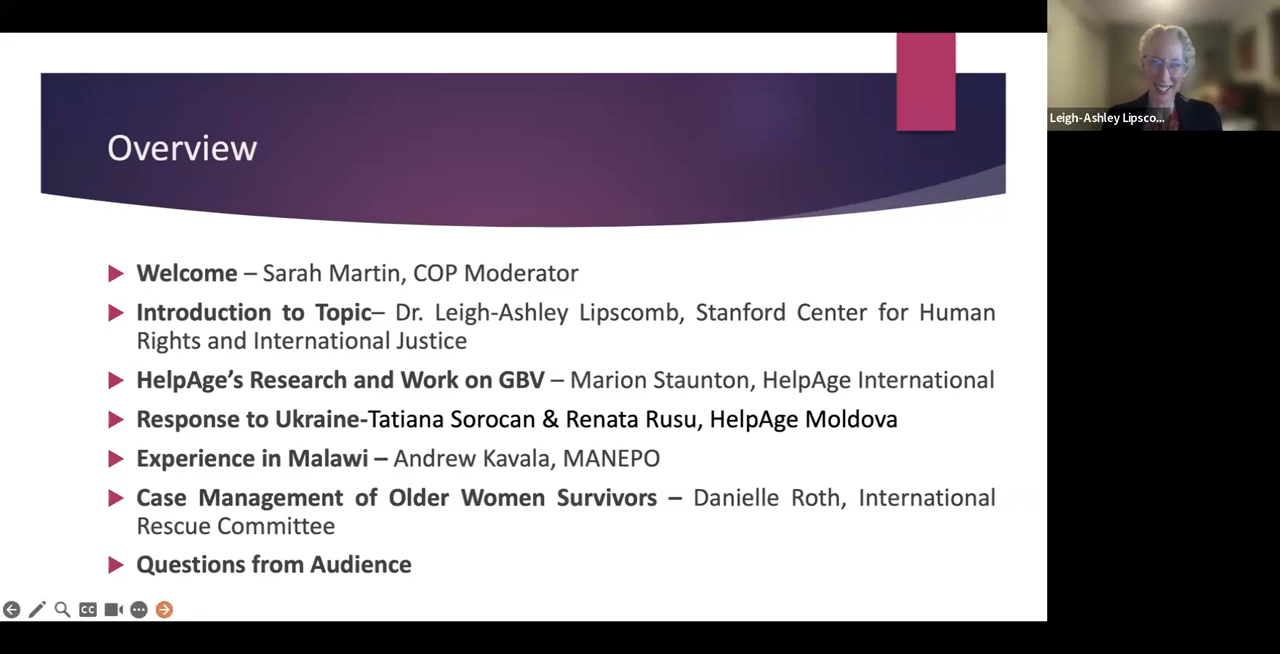 Overview
Welcome – Sarah Martin, COP Moderator
Introduction to Topic– Dr. Leigh-Ashley Lipscomb, Stanford Center for Human
Rights and International Justice
HelpAge’s Research and Work on GBV – Marion Staunton, HelpAge International
Response to Ukraine-Tatiana Sorocan & Renata Rusu, HelpAge Moldova
Experience in Malawi – Andrew Kavala, MANEPO
Case Management of Older Women Survivors – Danielle Roth, International
Rescue Committee
Questions from Audience
CC
Leigh-Ashley Lipsco...